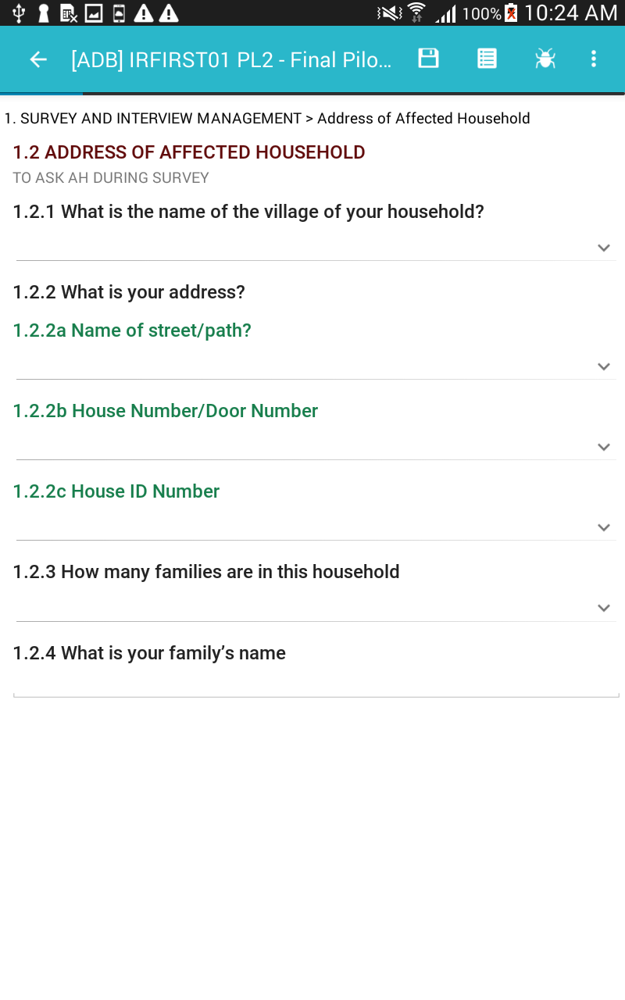 100% 10:24 AM
[ADB] IRFIRST01 PL2 - Final Pilo...
1. SURVEY AND INTERVIEW MANAGEMENT > Address of Affected Household
1.2 ADDRESS OF AFFECTED HOUSEHOLD
TO ASK AH DURING SURVEY
1.2.1 What is the name of the village of your household?
1.2.2 What is your address?
1.2.2a Name of street/path?
1.2.2b House Number/Door Number
1.2.2c House ID Number
1.2.3 How many families are in this household
1.2.4 What is your family’s name